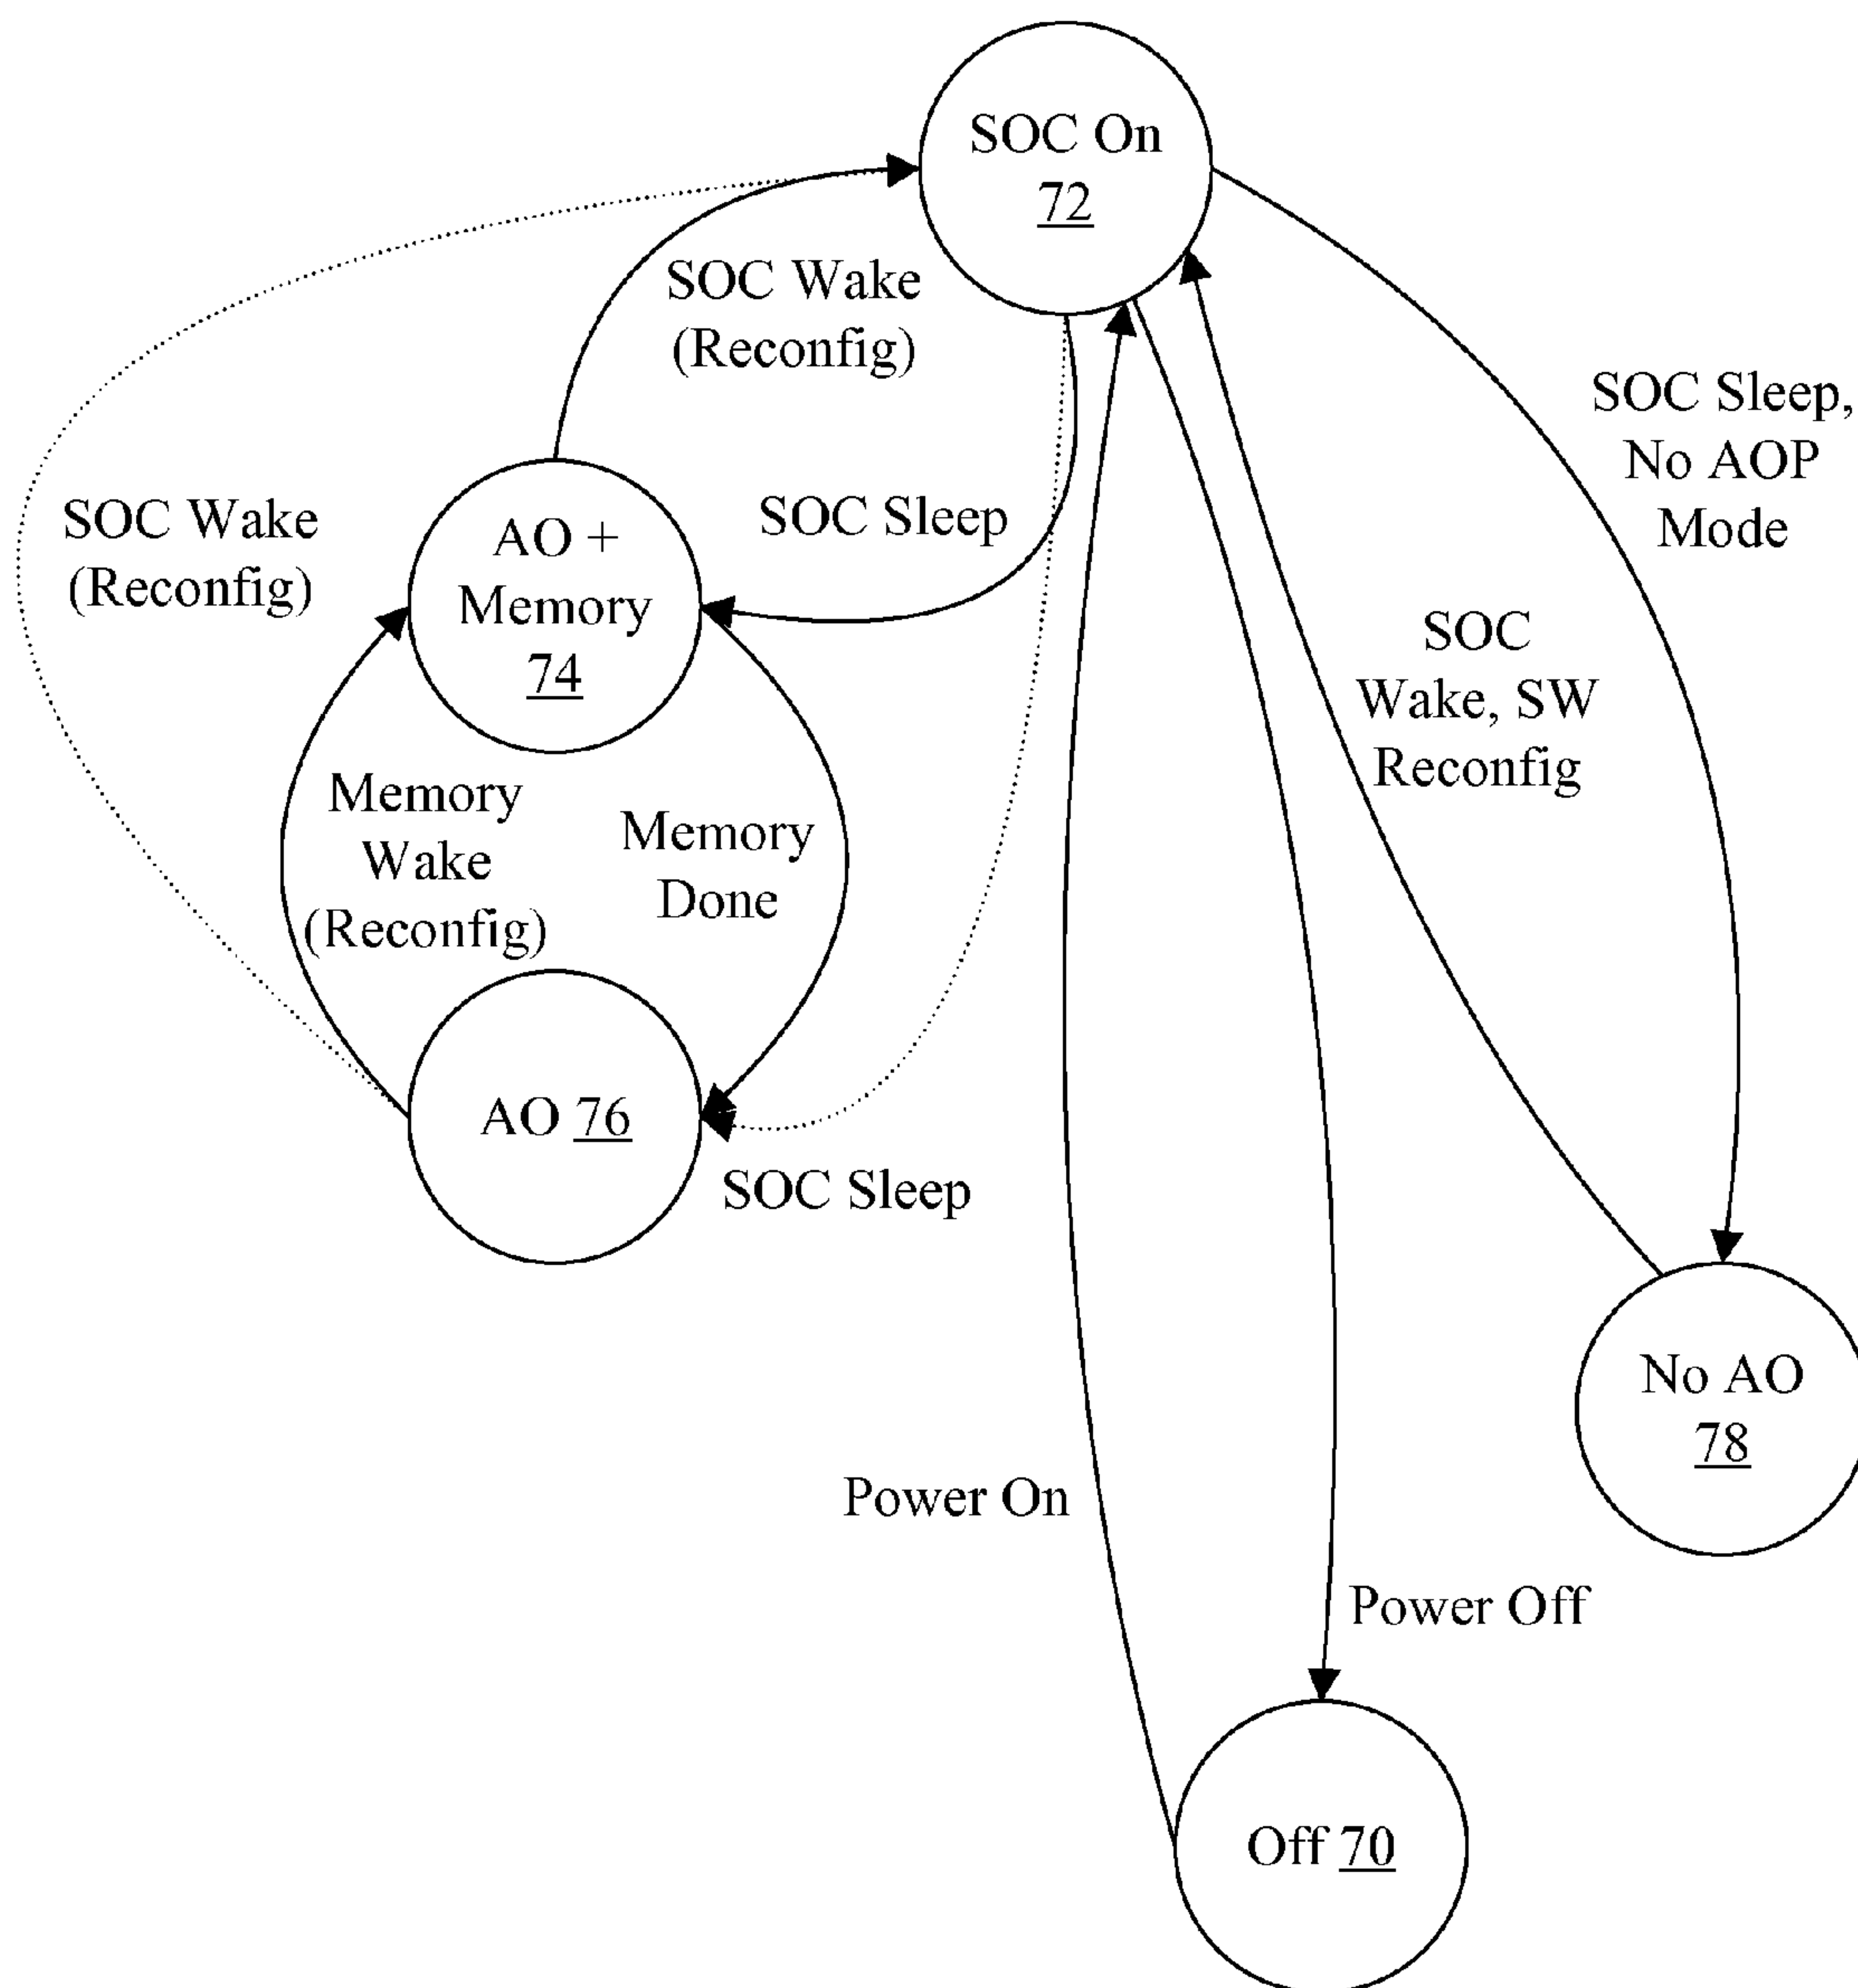 SOC On
72
SOC Wake
(Reconfig)
SOC Sleep,
No AOP
Mode
SOC Wake
(Reconfig)
AO +
Memory
74
SOC Sleep
SOC
Wake, SW
Reconfig
Memory
Wake
(Reconfig)
Memory
Done
AO 76
SOC Sleep
No AO
78
Power On
Power Off
Off 70